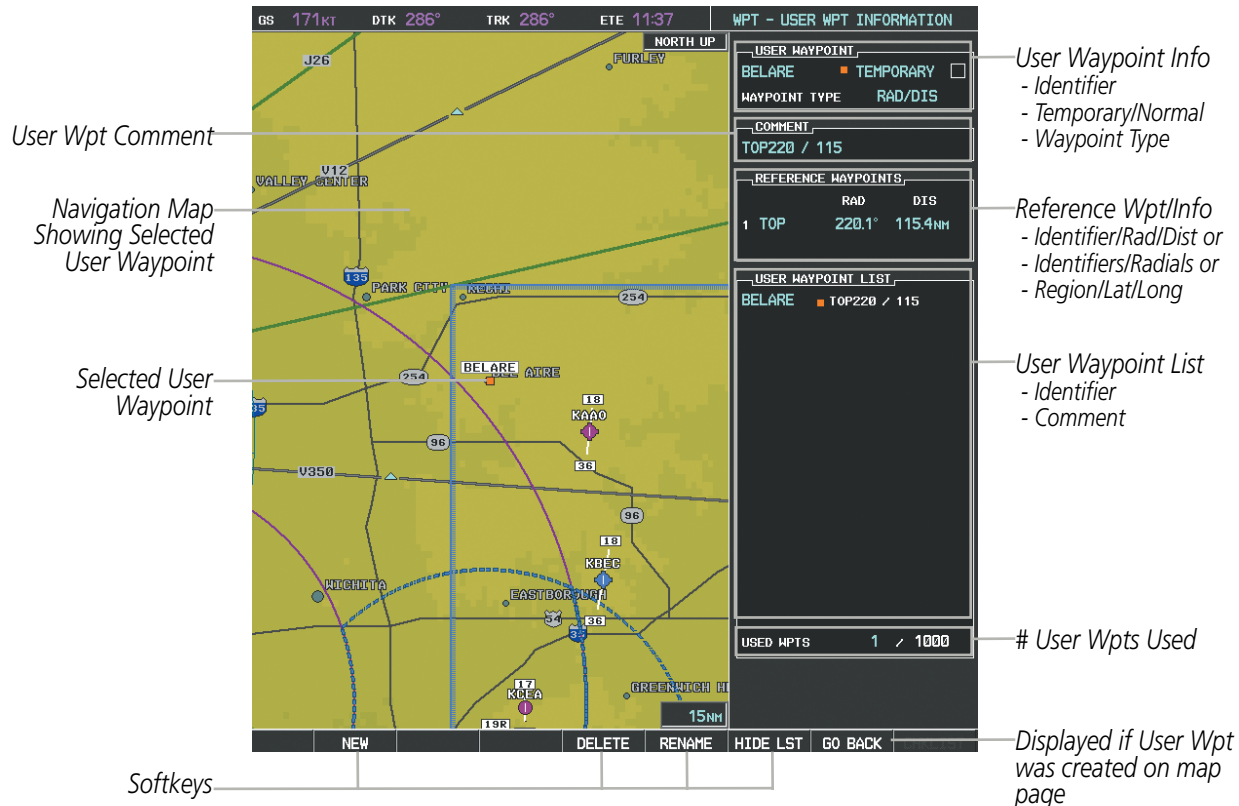 GS 171KT DTK 286° TRK 286° ETE 11:37
WPT - USER WPT INFORMATION
NORTH UP
J26
FURLEY
V12
VALLEY CENTER
135
PARK CITY
KECHI
254
BELARE
BEL AIRE
254
35
18
KAAO
36
96
V350
96
18
KBEC
36
WICHITA
EASTBOROUGH
54
35
GREENWICH H
17
KCEA
19R
15NM
USER WAYPOINT
BELARE TEMPORARY
WAYPOINT TYPE RAD/DIS
COMMENT
TOP220 / 115
REFERENCE WAYPOINTS
RAD DIS
1 TOP 220.1° 115.4NM
USER WAYPOINT LIST
BELARE TOP220 / 115
USED WPTS 1 / 1000
NEW DELETE RENAME HIDE LST GO BACK
User Wpt Comment
Navigation Map
Showing Selected
User Waypoint
Selected User
Waypoint
Softkeys
User Waypoint Info
- Identifier
- Temporary/Normal
- Waypoint Type
Reference Wpt/Info
- Identifier/Rad/Dist or
- Identifiers/Radials or
- Region/Lat/Long
User Waypoint List
- Identifier
- Comment
# User Wpts Used
Displayed if User Wpt
was created on map
page